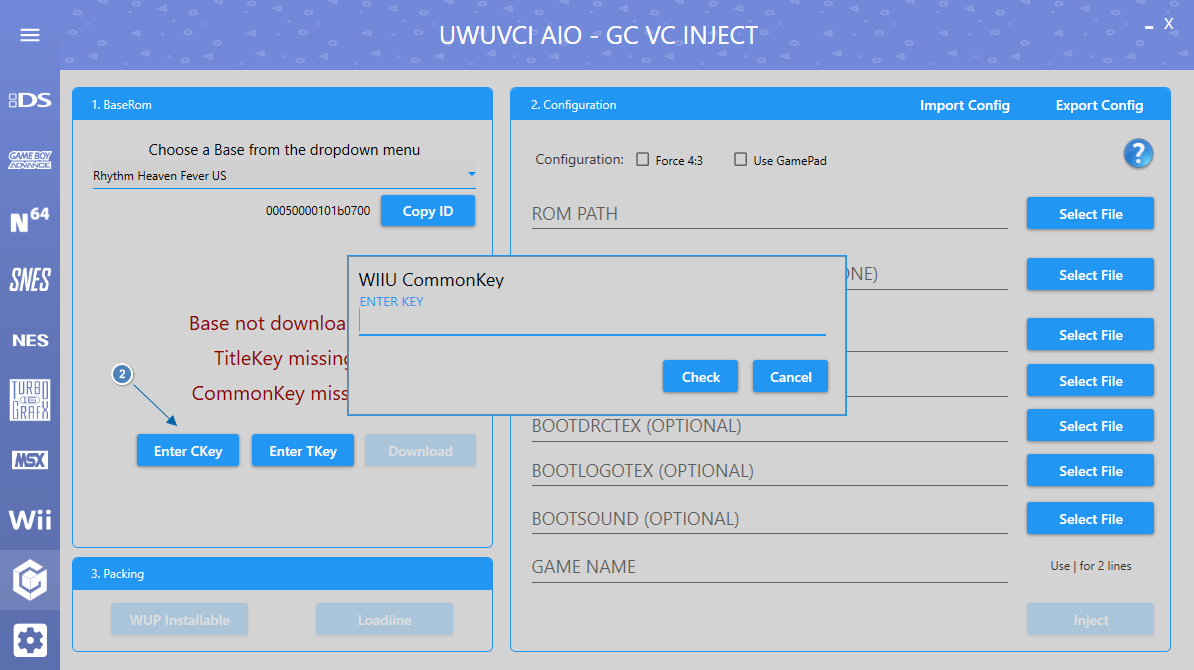 UWUVCI AIO - GC VC INJECT
X
DS
GAME BOY ADVANCE
N64
SNES
NES
TURBO GRAFX
16
MSX
Wii
1. BaseRom
Choose a Base from the dropdown menu
Rhythm Heaven Fever US
00050000101b0700
Copy ID
Base not downloa
TitleKey missing
CommonKey miss
2
Enter CKey
Enter TKey
Download
3. Packing
WUP Installable
Loadiine
WIIU CommonKey
ENTER KEY
Check
Cancel
2. Configuration
Import Config
Export Config
Configuration:
Force 4:3
Use GamePad
?
ROM PATH
Select File
ONE)
Select File
Select File
Select File
BOOTDRCTEX (OPTIONAL)
Select File
BOOTLOGOTEX (OPTIONAL)
Select File
BOOTSOUND (OPTIONAL)
Select File
GAME NAME
Use | for 2 lines
Inject